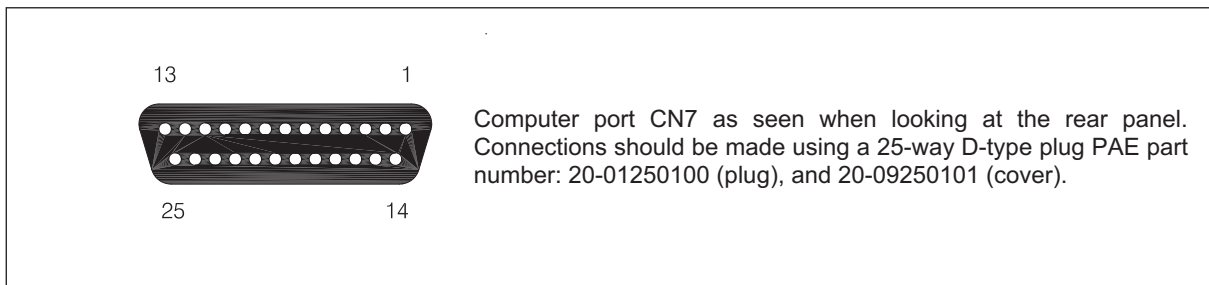 13 1
Computer port CN7 as seen when looking at the rear panel.
Connections should be made using a 25-way D-type plug PAE part
number: 20-01250100 (plug), and 20-09250101 (cover).
25 14